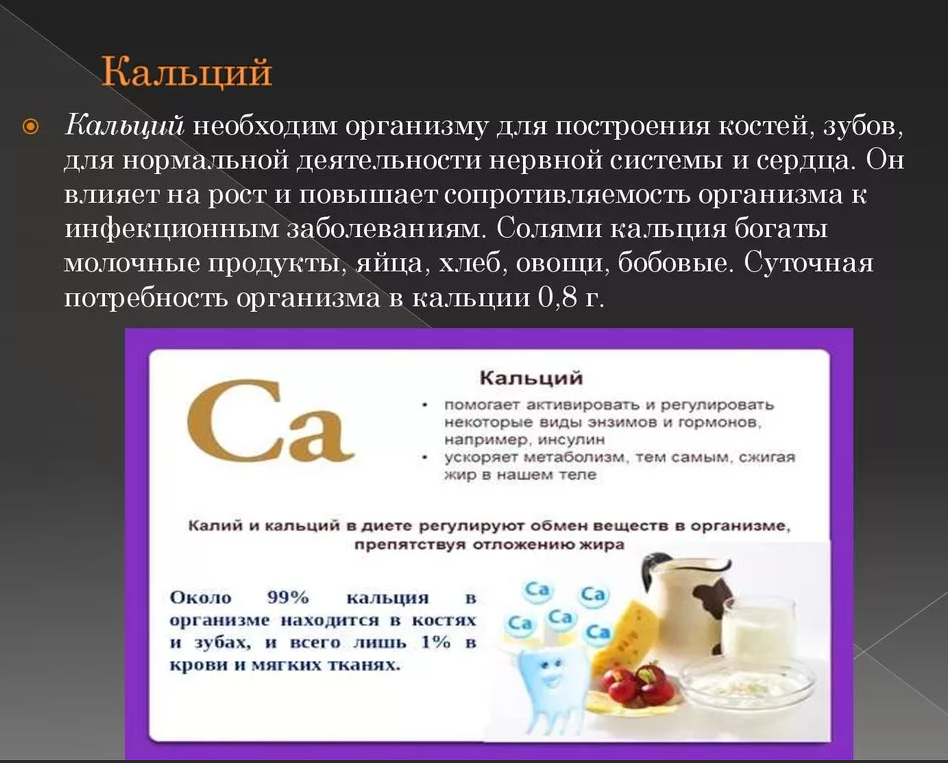 Кальций
Кальций необходим организму для построения костей, зубов,
для нормальной деятельности нервной системы и сердца. Он
влияет на рост и повышает сопротивляемость организма к
инфекционным заболеваниям. Солями кальция богаты
молочные продукты, яйца, хлеб, овощи, бобовые. Суточная
потребность организма в кальции 0,8 г.
Ca
Кальций
• помогает активировать и регулировать
некоторые виды энзимов и гормонов,
например, инсулин
• ускоряет метаболизм, тем самым, сжигая
жир в нашем теле
Калий и кальций в диете регулируют обмен веществ в организме,
препятствуя отложению жира
Около 99% кальция в
организме находится в костях
и зубах, и всего лишь 1% в
крови и мягких тканях.
Ca
Ca
Ca
Ca
Ca